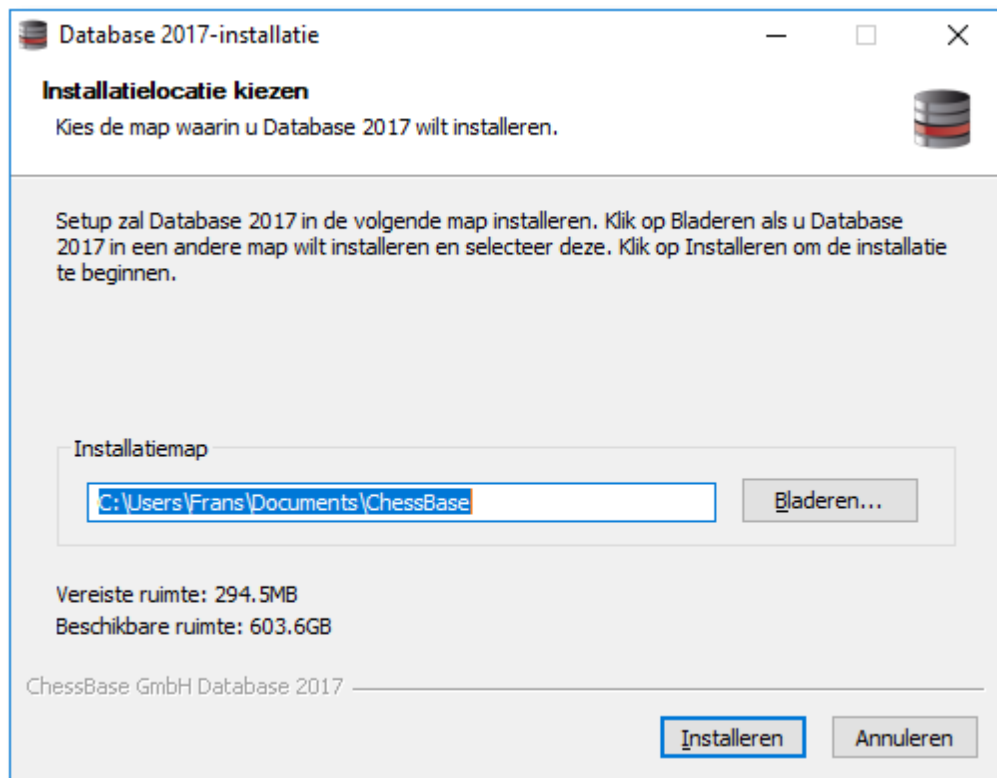 Database 2017-installatie
Installatielocatie kiezen
Kies de map waarin u Database 2017 wilt installeren.
Setup zal Database 2017 in de volgende map installeren. Klik op Bladeren als u Database
2017 in een andere map wilt installeren en selecteer deze. Klik op Installeren om de installatie
te beginnen.
Installatiemap
C:\Users\Frans\Documents\ChessBase
Bladeren...
Vereiste ruimte: 294.5MB
Beschikbare ruimte: 603.6GB
ChessBase GmbH Database 2017
Installeren
Annuleren